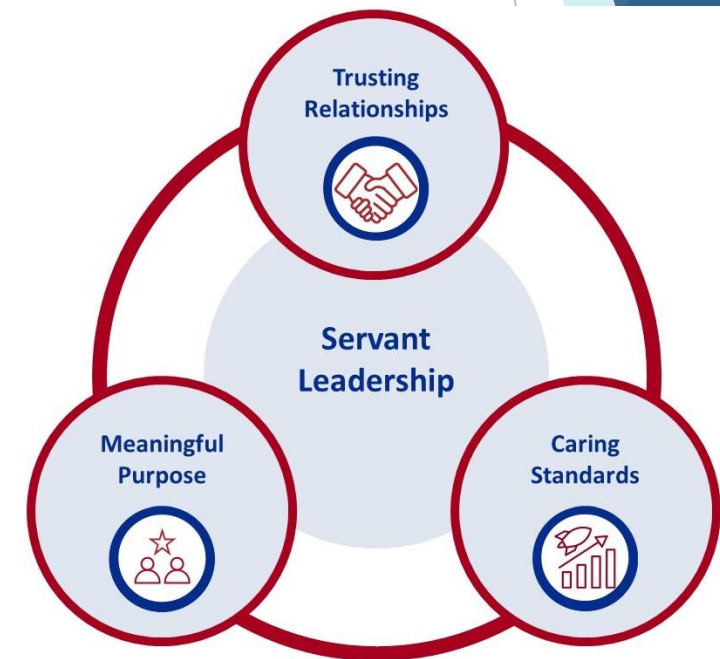 Trusting
Relationships
Servant
Leadership
Meaningful
Purpose
Caring
Standards